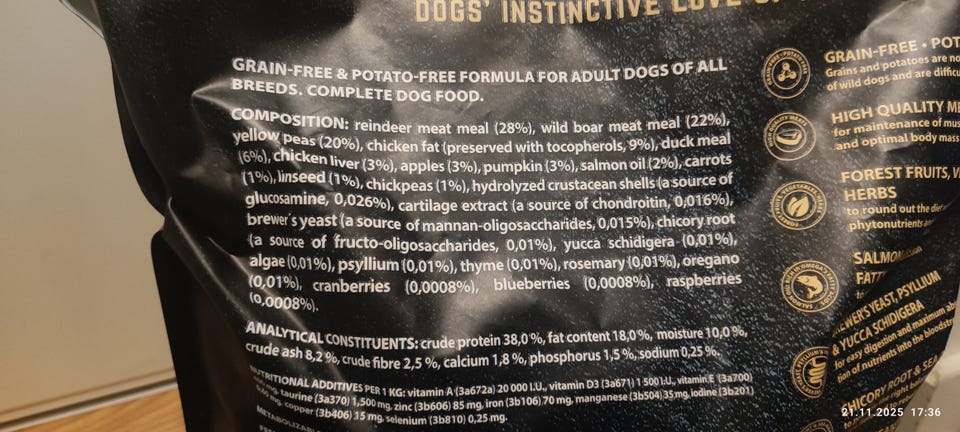 DOGS' INSTINCTIVE LOVE
GRAIN-FREE & POTATO-FREE FORMULA FOR ADULT DOGS OF ALL
BREEDS. COMPLETE DOG FOOD.
COMPOSITION: reindeer meat meal (28%), wild boar meat meal (22%),
yellow peas (20%), chicken fat (preserved with tocopherols, 9%), duck meal
(6%), chicken liver (3%), apples (3%), pumpkin (3%), salmon oil (2%), carrots
(1%), linseed (1%), chickpeas (1%), hydrolyzed crustacean shells (a source of
glucosamine, 0,026%), cartilage extract (a source of chondroitin, 0,016%),
brewer's yeast (a source of mannan-oligosaccharides, 0,015%), chicory root
(a source of fructo-oligosaccharides, 0,01%), yucca schidigera (0,01%),
algae (0,01%), psyllium (0,01%), thyme (0,01%), rosemary (0,01%), oregano
(0,01%), cranberries (0,0008%), blueberries (0,0008%), raspberries
(0,0008%).
ANALYTICAL CONSTITUENTS: crude protein 38,0 %, fat content 18,0 %, moisture 10,0 %,
crude ash 8,2 %, crude fibre 2,5 %, calcium 1,8 %, phosphorus 1,5 %, sodium 0,25 %.
NUTRITIONAL ADDITIVES PER 1 KG: vitamin A (3a672a) 20 000 I.U., vitamin D3 (3a671) 1 500 I.U., vitamin E (3a700)
mg, taurine (3a370) 1,500 mg, zinc (3b606) 85 mg, iron (3b106) 70 mg, manganese (3b504) 35 mg, iodine (3b201)
0,65 mg, copper (3b406) 15 mg, selenium (3b810) 0,25 mg.
GRAIN-FREE • POT
Grains and potatoes are no
of wild dogs and are difficu
HIGH QUALITY ME
for maintenance of mus
and optimal body mass
FOREST FRUITS, V
HERBS
to round out the diet
phytonutrients
SALMON
FATT
EWER'S YEAST, PSYLLIUM
& YUCCA SCHIDIGERA
for easy digestion and maximum
tion of nutrients into the bloodst
CHICORY ROOT & SEA
21.11.2025 17:36